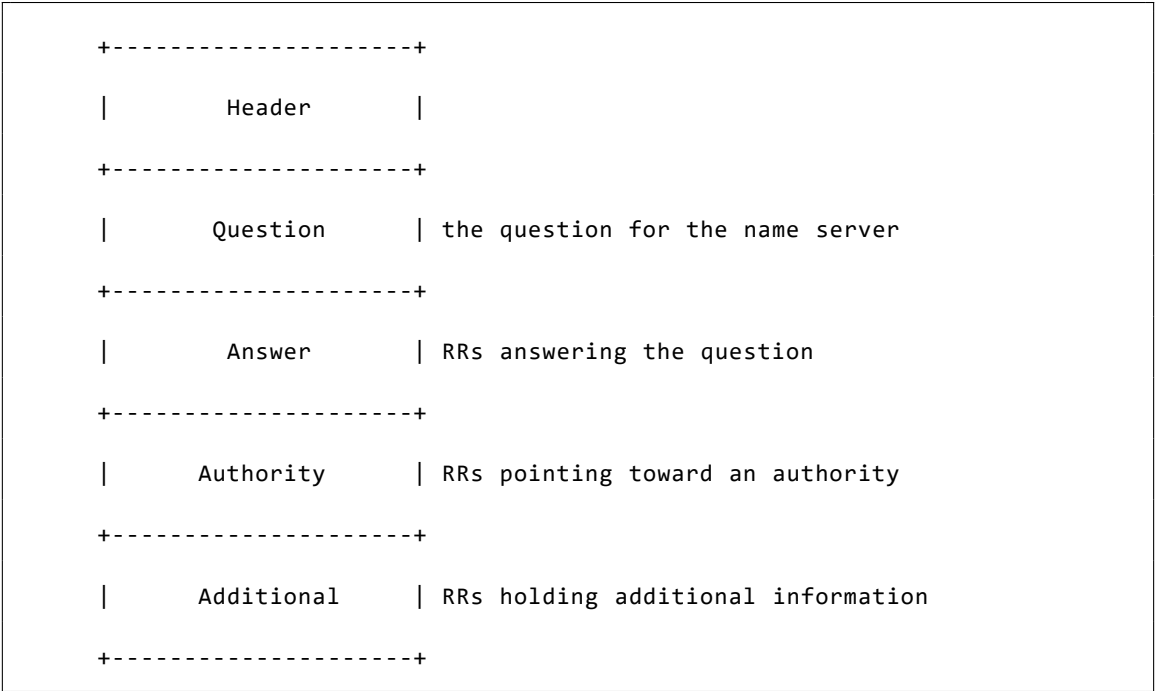 +---------------------+
|        Header       |
+---------------------+
|       Question      | the question for the name server
+---------------------+
|        Answer       | RRs answering the question
+---------------------+
|      Authority      | RRs pointing toward an authority
+---------------------+
|      Additional     | RRs holding additional information
+---------------------+